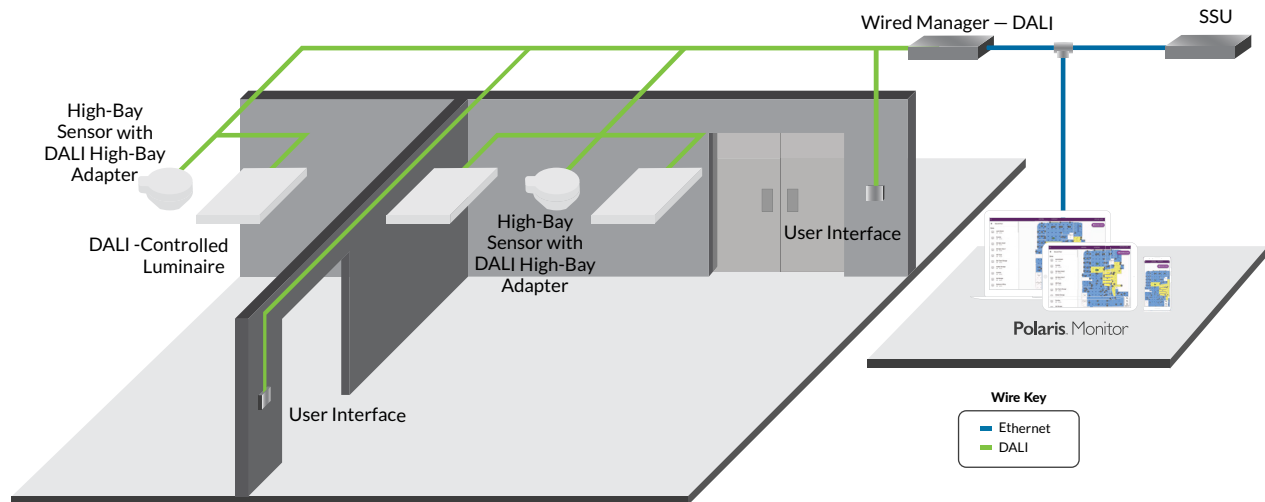 Wired Manager — DALI
SSU
High-Bay
Sensor with
DALI High-Bay
Adapter
DALI -Controlled
Luminaire
High-Bay
Sensor with
DALI High-Bay
Adapter
User Interface
User Interface
Polaris. Monitor
Wire Key
Ethernet
DALI